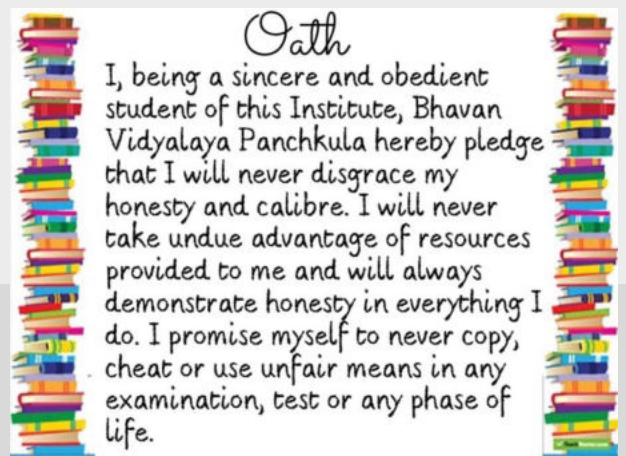 Oath
I, being a sincere and obedient
student of this Institute, Bhavan
Vidyalaya Panchkula hereby pledge
that I will never disgrace my
honesty and calibre. I will never
take undue advantage of resources
provided to me and will always
demonstrate honesty in everything I
do. I promise myself to never copy,
cheat or use unfair means in any
examination, test or any phase of
life.